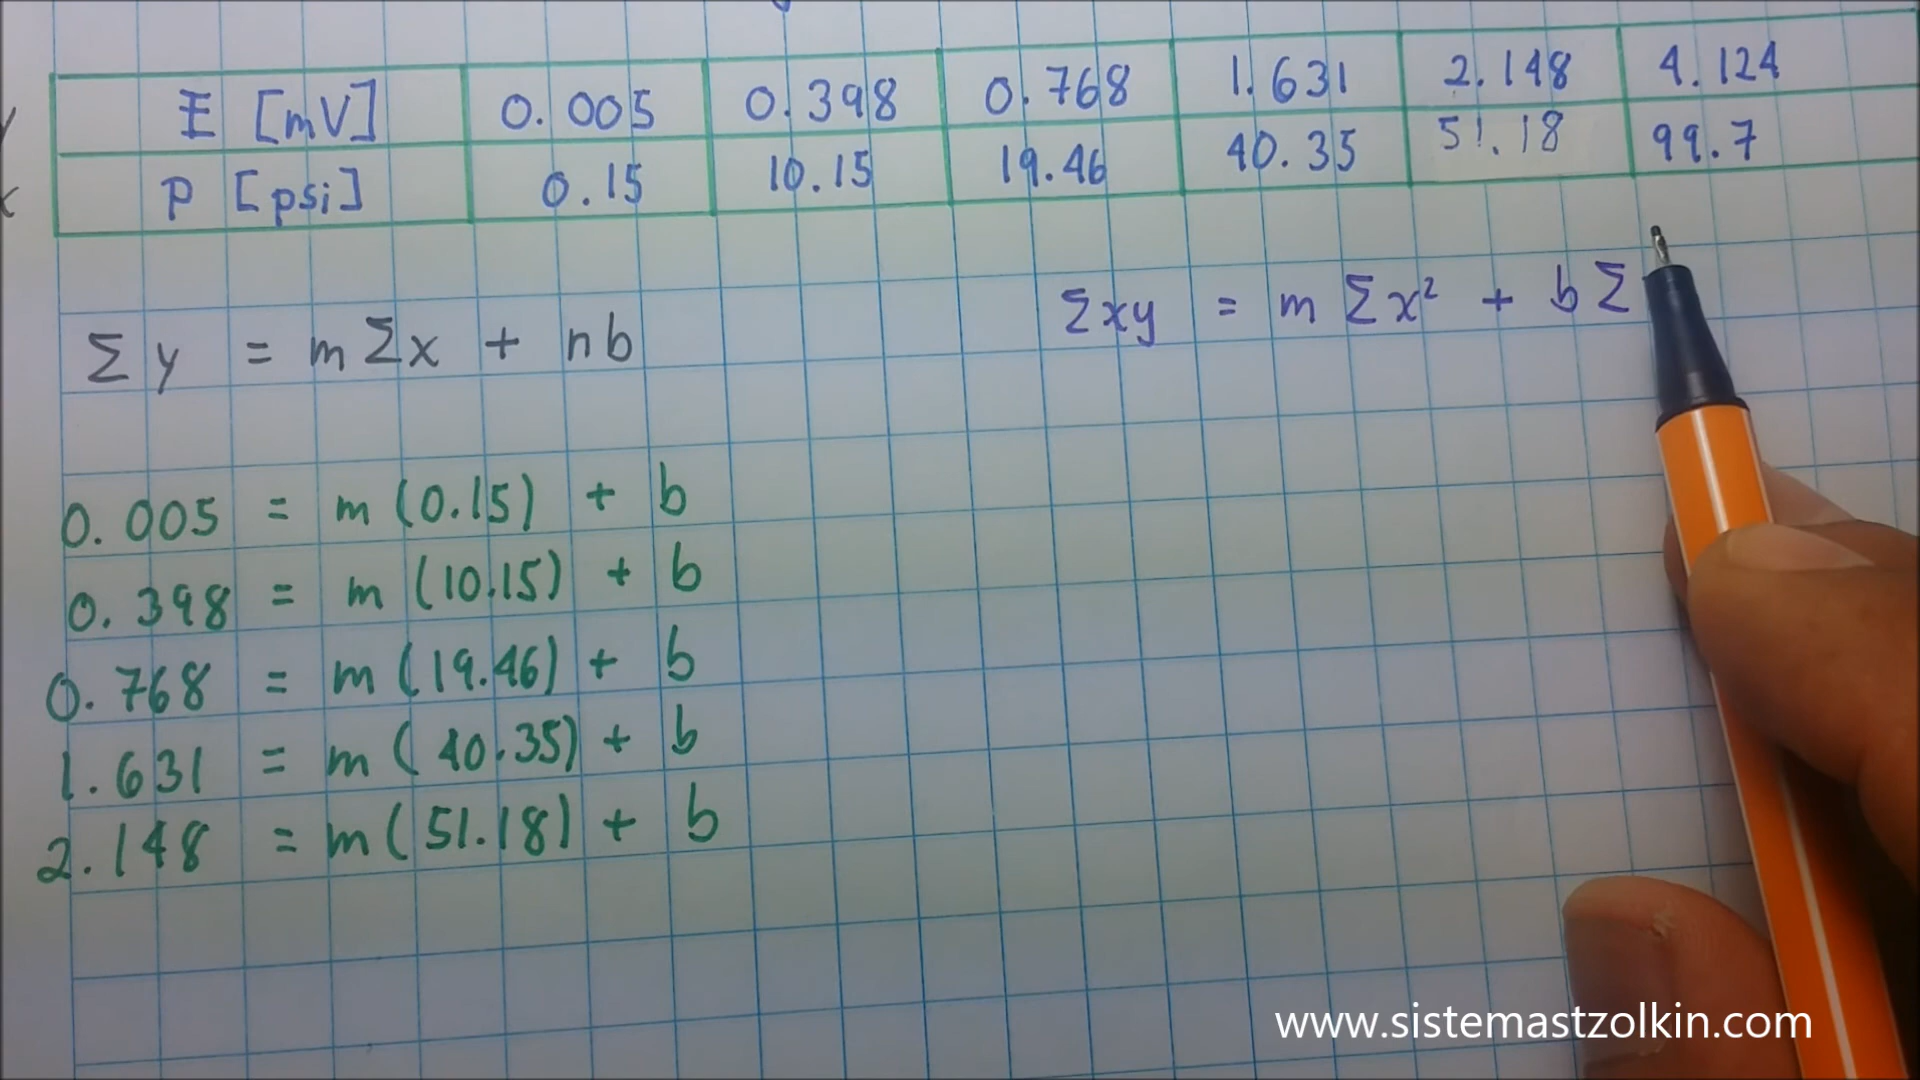 E [mV] 0.005 0.398 0.768 1.631 2.148 4.124
P [psi] 0.15 10.15 19.46 40.35 51.18 99.7
Σy = mΣx + nb
Σxy = m Σx² + b Σ
0.005 = m (0.15) + b
0.398 = m (10.15) + b
0.768 = m (19.46) + b
1.631 = m (40.35) + b
2.148 = m (51.18) + b
www.sistemastzolkin.com